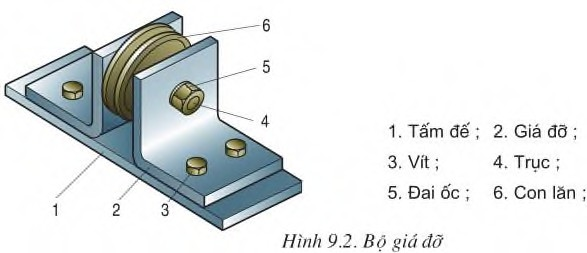 6
5
4
1. Tấm đế ; 2. Giá đỡ ;
3. Vít ; 4. Trục ;
5. Đai ốc ; 6. Con lăn ;
1 2 3
Hình 9.2. Bộ giá đỡ